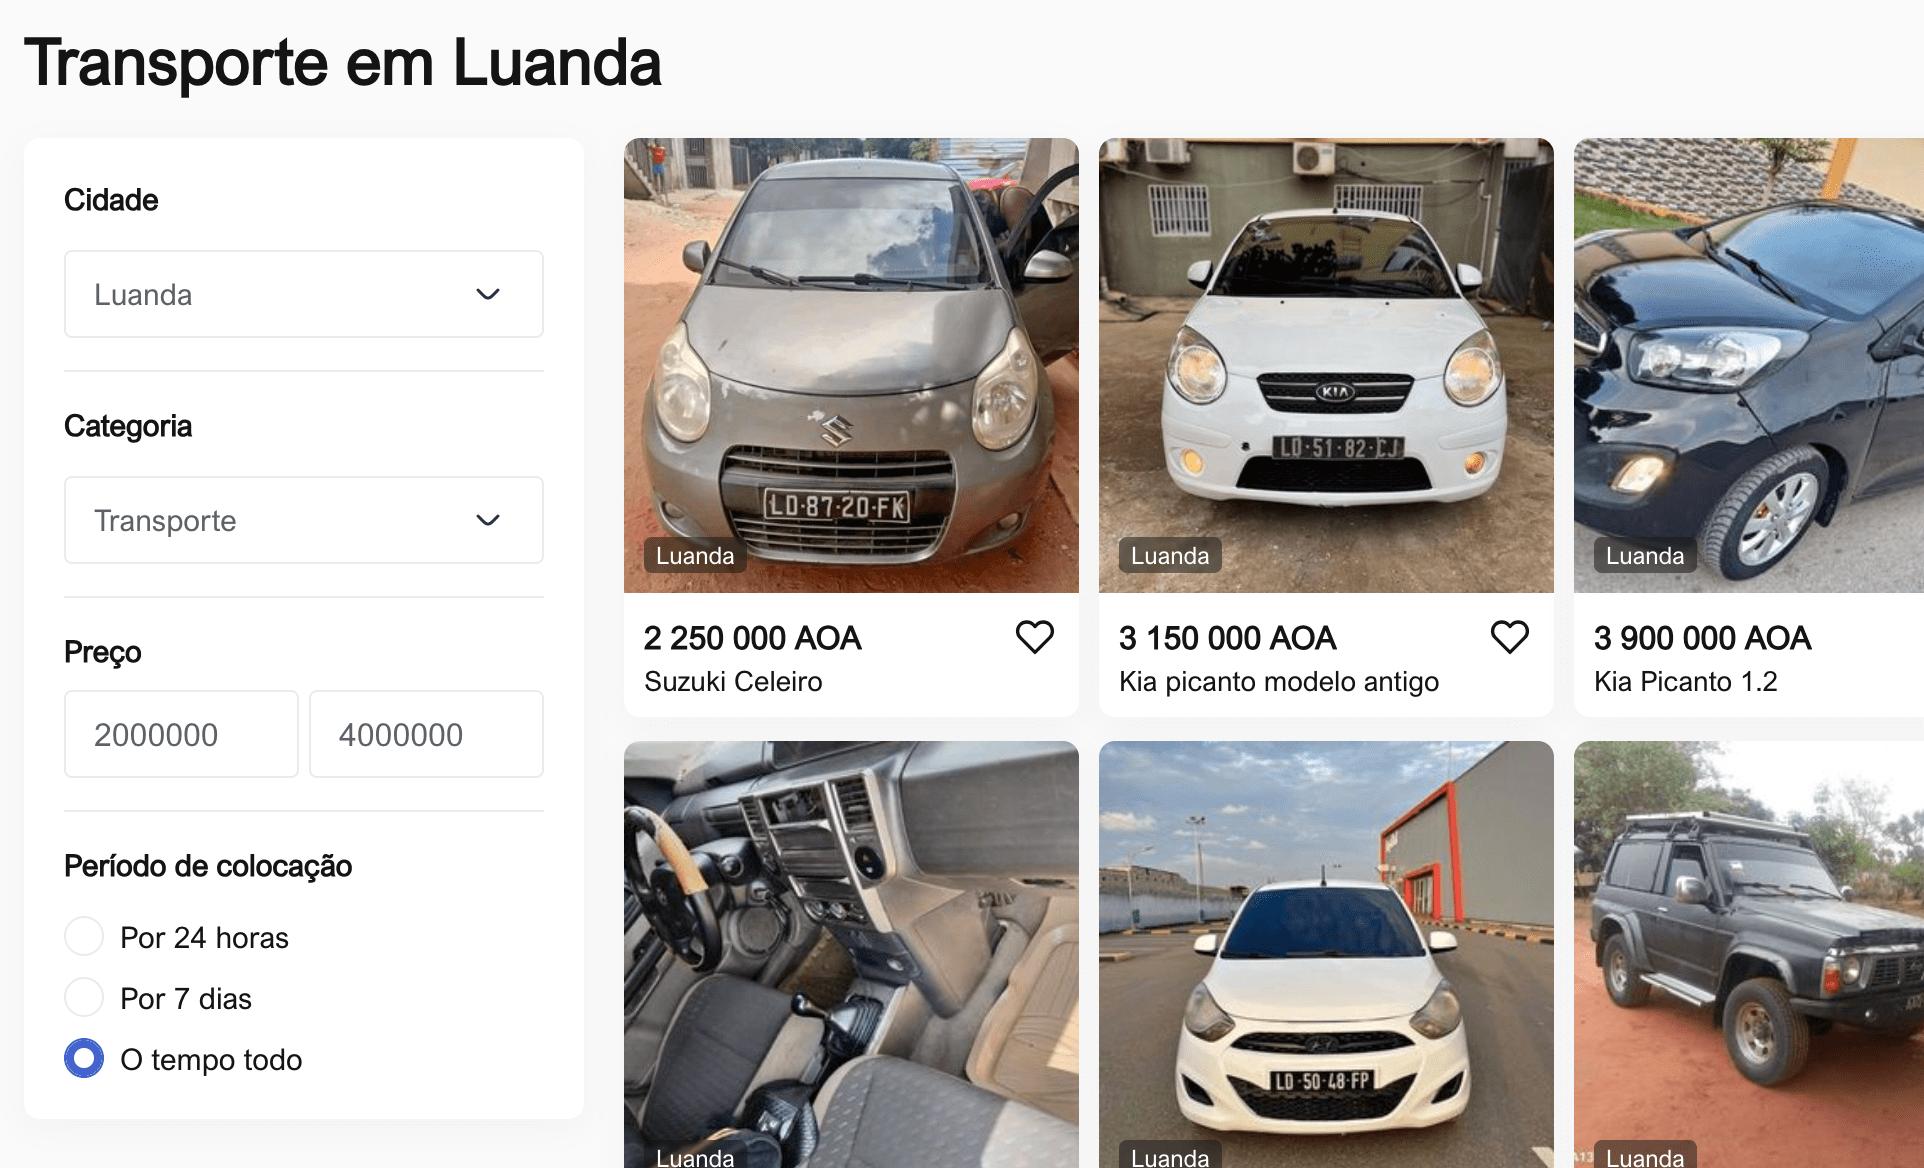 Transporte em Luanda
Cidade
Luanda
Categoria
Transporte
Preço
2000000
4000000
Período de colocação
Por 24 horas
Por 7 dias
O tempo todo
LD-87-20-FK
Luanda
2 250 000 AOA
Suzuki Celeiro
KIA
LD-51-82-CJ
Luanda
3 150 000 AOA
Kia picanto modelo antigo
Luanda
3 900 000 AOA
Kia Picanto 1.2
Luanda
LD-50-48-FP
Luanda
Luanda